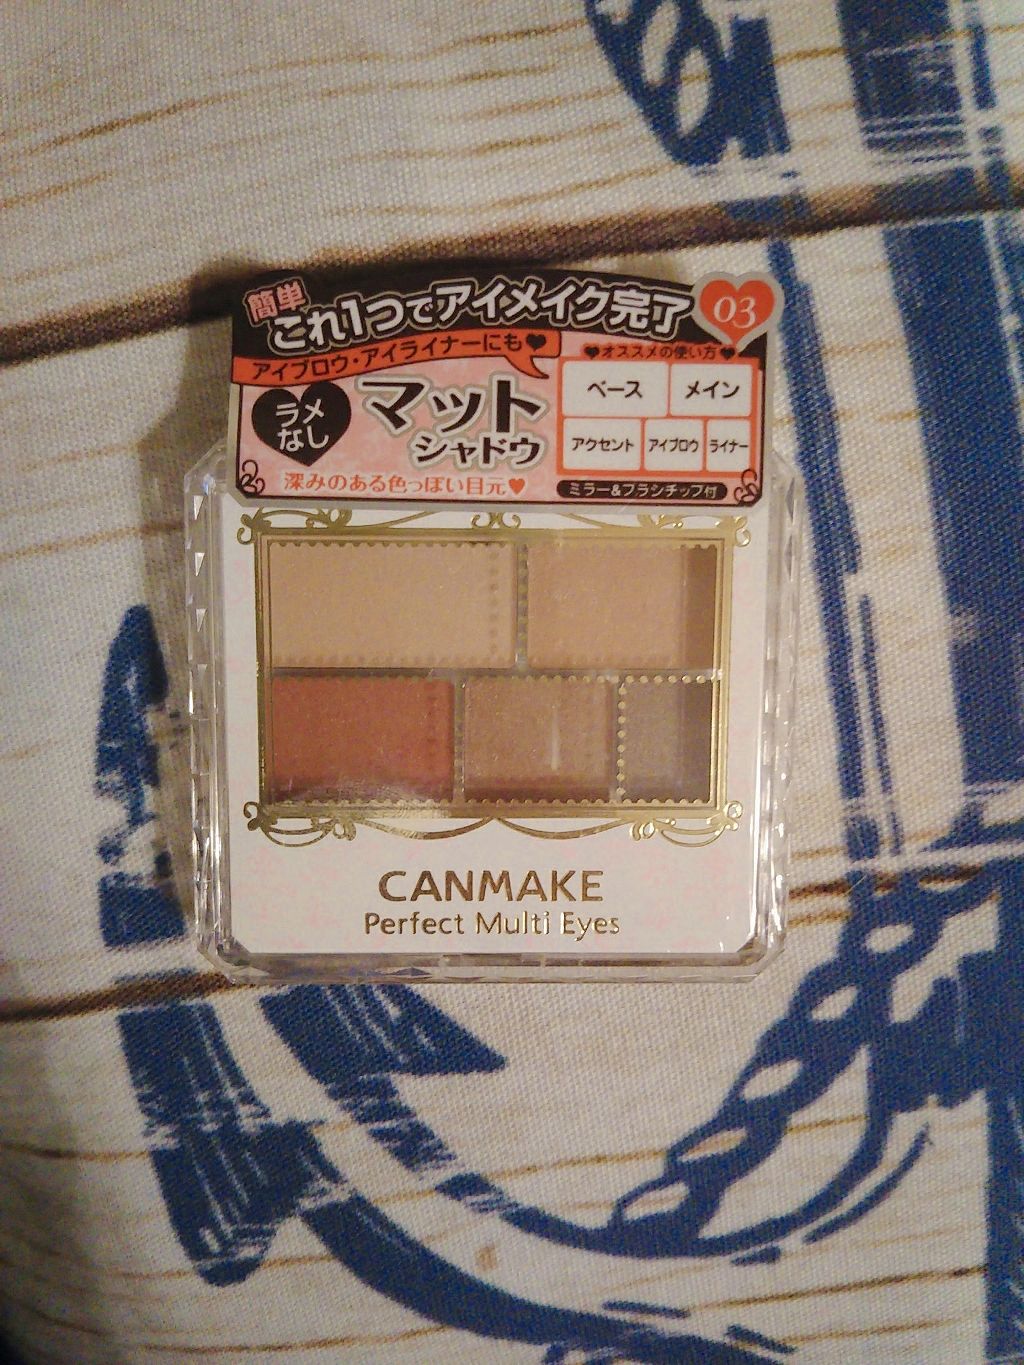 簡単
これ1つでアイメイク完了
03
アイブロウ・アイライナーにも♥
ラメ
なし
マット
シャドウ
深みのある色っぽい目元♥
♥オススメの使い方♥
ベース
メイン
アクセント
アイブロウ
ライナー
ミラー&ブラシチップ付
CANMAKE
Perfect Multi Eyes